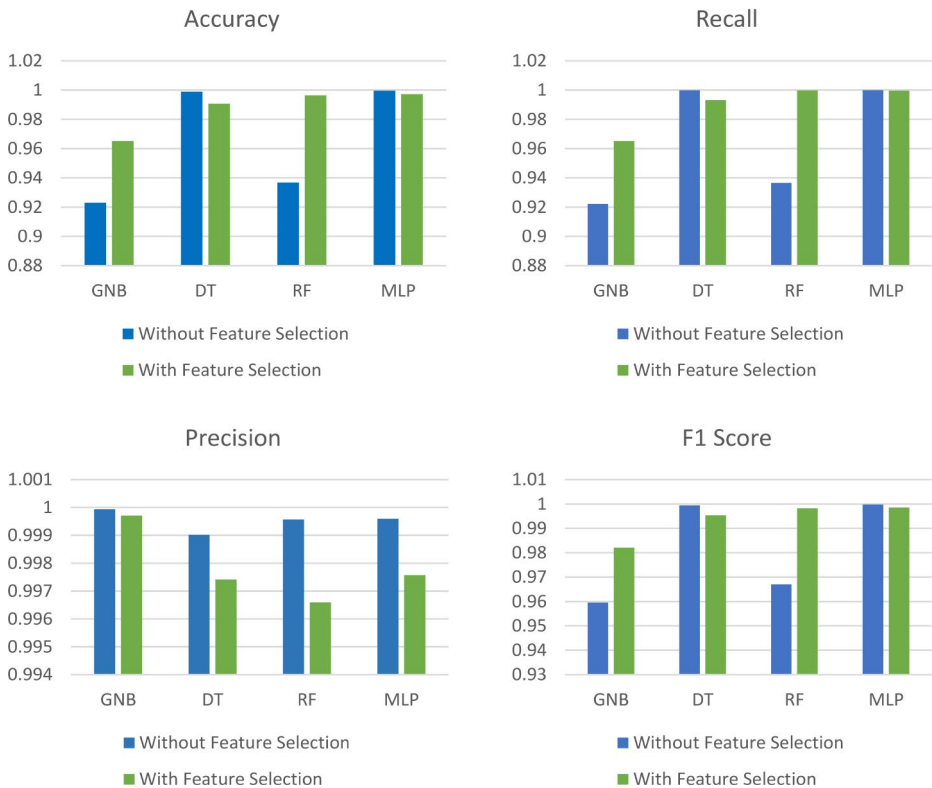 Accuracy
1.02
1
0.98
0.96
0.94
0.92
0.9
0.88
GNB DT RF MLP
Without Feature Selection
With Feature Selection
Recall
1.02
1
0.98
0.96
0.94
0.92
0.9
0.88
GNB DT RF MLP
Without Feature Selection
With Feature Selection
Precision
1.001
1
0.999
0.998
0.997
0.996
0.995
0.994
GNB DT RF MLP
Without Feature Selection
With Feature Selection
F1 Score
1.01
1
0.99
0.98
0.97
0.96
0.95
0.94
0.93
GNB DT RF MLP
Without Feature Selection
With Feature Selection